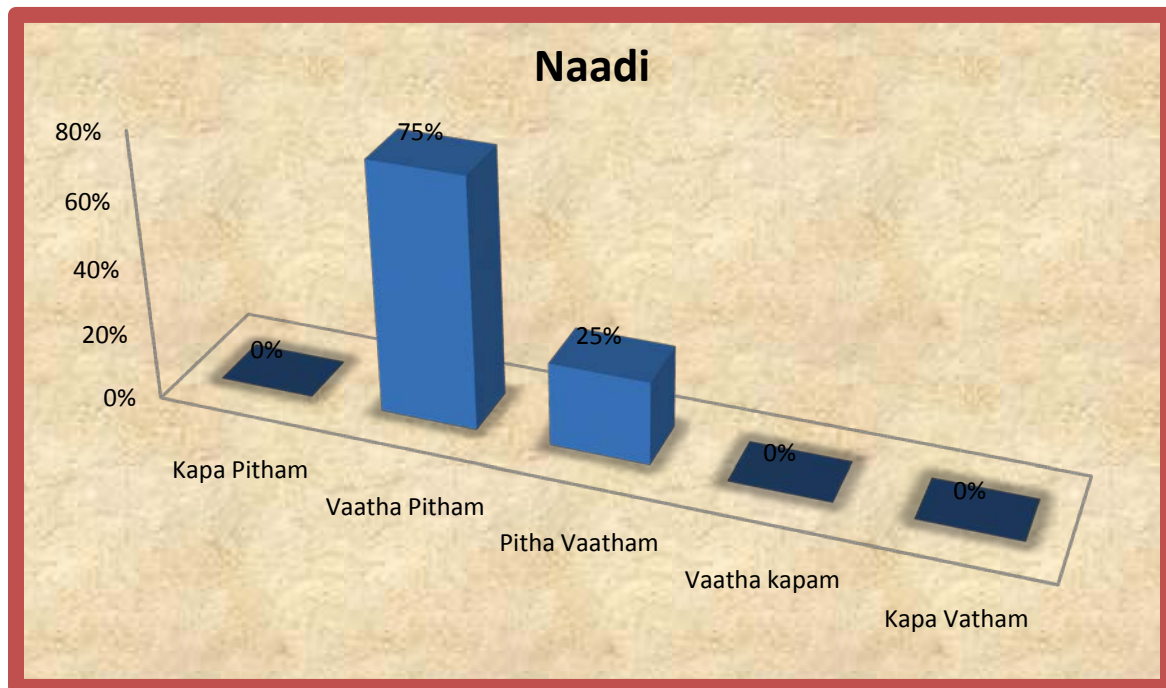 Naadi
80%
60%
40%
20%
0%
0%
75%
25%
0%
0%
Kapa Pitham
Vaatha Pitham
Pitha Vaatham
Vaatha kapam
Kapa Vatham